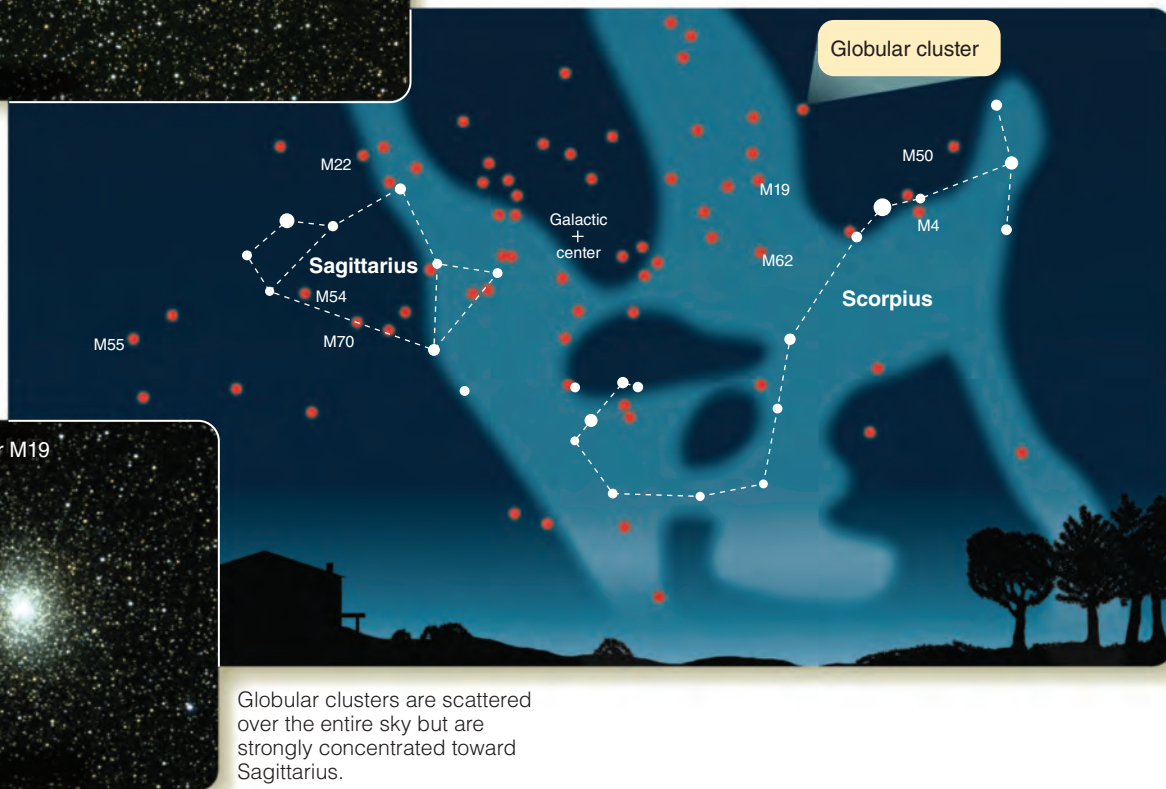 Globular cluster
M50
M22
M19
Galactic
+
center
M4
M62
Sagittarius
M54
Scorpius
M70
M55
r M19
Globular clusters are scattered
over the entire sky but are
strongly concentrated toward
Sagittarius.